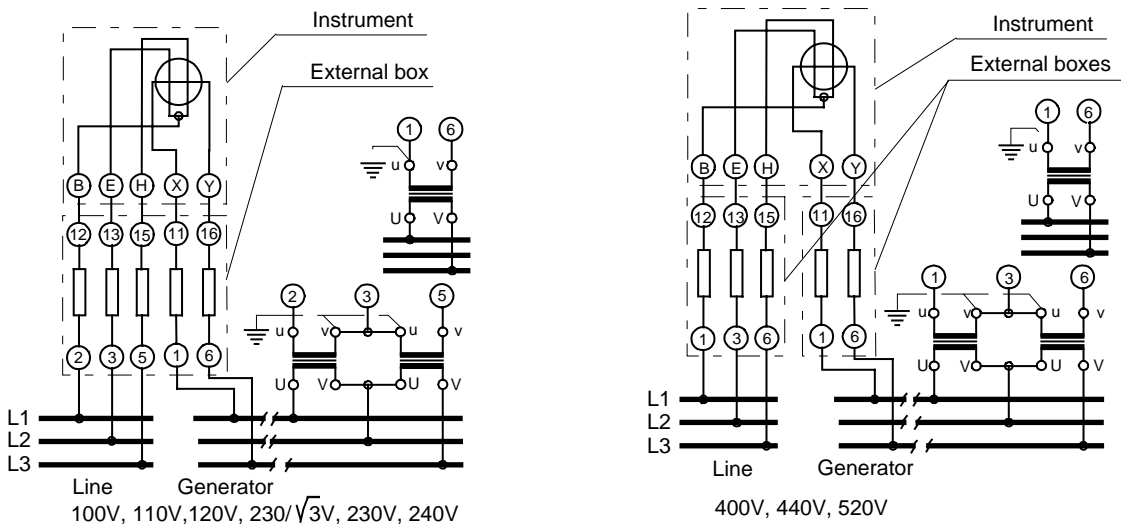 Instrument
External box
1 6
u v
B E H X Y
U V
12 13 15 11 16
2 3 5
u v u v
2 3 5 1 6
U V U V
L1
L2
L3
Line Generator
100V, 110V,120V, 230/√3V, 230V, 240V
Instrument
External boxes
1 6
u v
B E H X Y
U V
12 13 15 11 16
1 3 6
u v u v
1 3 6 1 6
U V U V
L1
L2
L3
Line Generator
400V, 440V, 520V